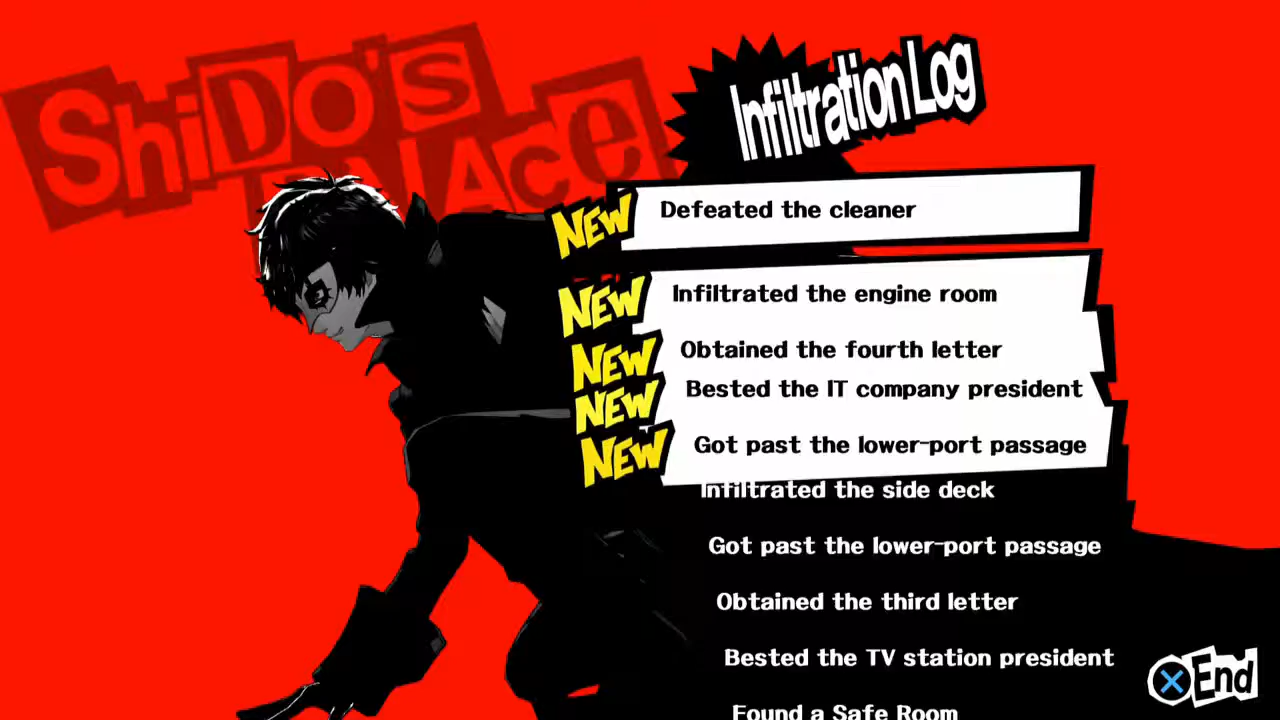 ShiDo's
PALAce
Infiltration Log
NEW Defeated the cleaner
NEW Infiltrated the engine room
NEW Obtained the fourth letter
NEW Bested the IT company president
NEW Got past the lower-port passage
Infiltrated the side deck
Got past the lower-port passage
Obtained the third letter
Bested the TV station president
Found a Safe Room
End